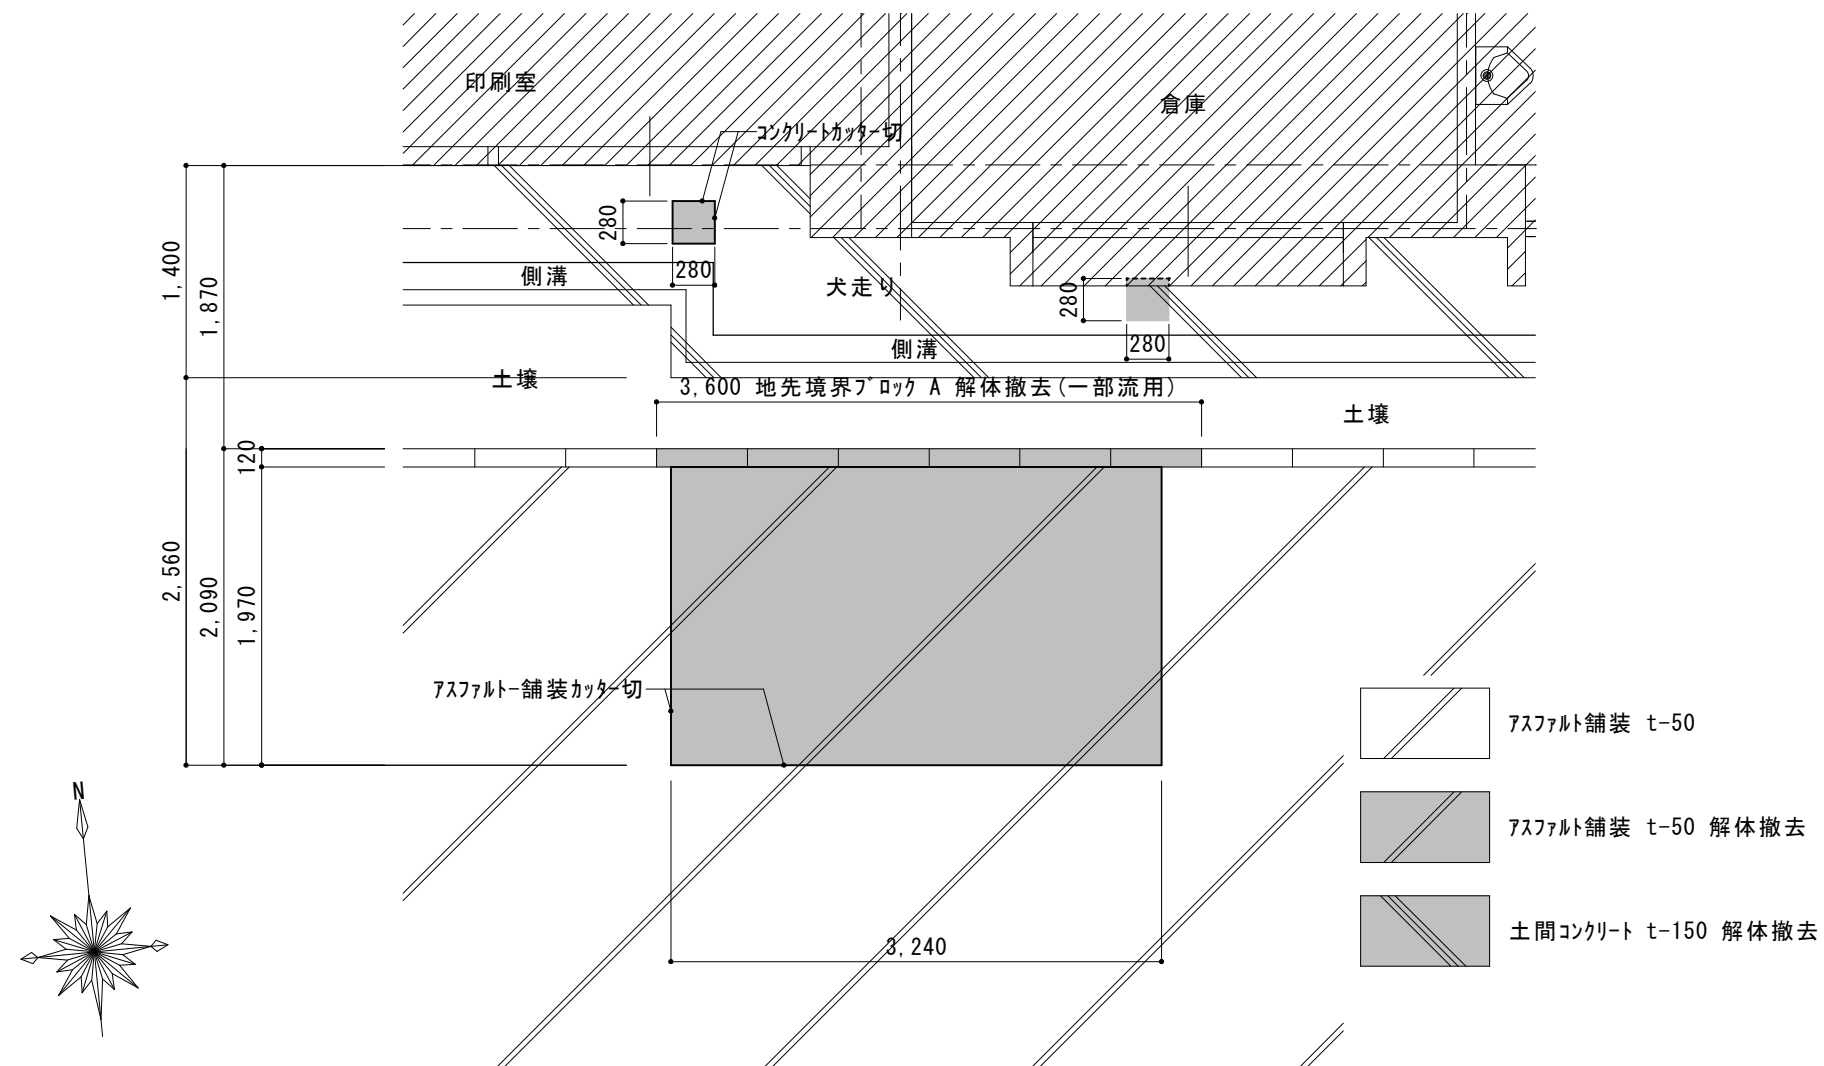 印刷室
倉庫
コンクリートカッター切
280
280
1,400
1,870
側溝
犬走り
280
280
側溝
土壌
3,600 地先境界ブロック A 解体撤去(一部流用)
土壌
120
2,560
2,090
1,970
アスファルトー舗装カッター切
アスファルト舗装 t-50
N
アスファルト舗装 t-50 解体撤去
土間コンクリート t-150 解体撤去
3,240